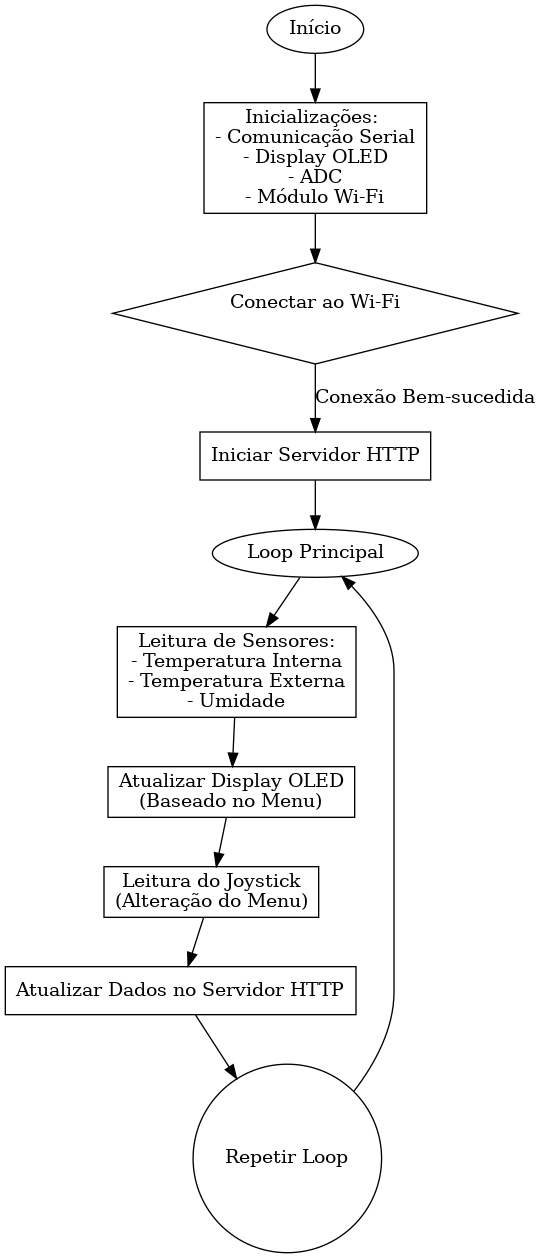 Início
Inicializações:
- Comunicação Serial
- Display OLED
- ADC
- Módulo Wi-Fi
Conectar ao Wi-Fi
Conexão Bem-sucedida
Iniciar Servidor HTTP
Loop Principal
Leitura de Sensores:
- Temperatura Interna
- Temperatura Externa
- Umidade
Atualizar Display OLED
(Baseado no Menu)
Leitura do Joystick
(Alteração do Menu)
Atualizar Dados no Servidor HTTP
Repetir Loop